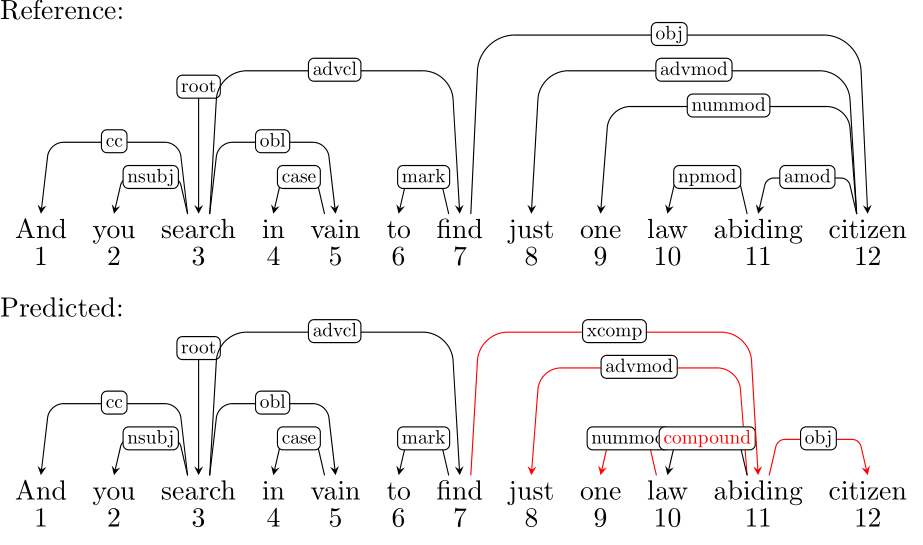 Reference:
obj
advcl
advmod
root
nummod
cc
obl
nsubj
case
mark
npmod
amod
And you search in vain to find just one law abiding citizen
1 2 3 4 5 6 7 8 9 10 11 12
Predicted:
advcl
xcomp
root
advmod
cc
obl
nsubj
case
mark
nummod
compound
obj
And you search in vain to find just one law abiding citizen
1 2 3 4 5 6 7 8 9 10 11 12